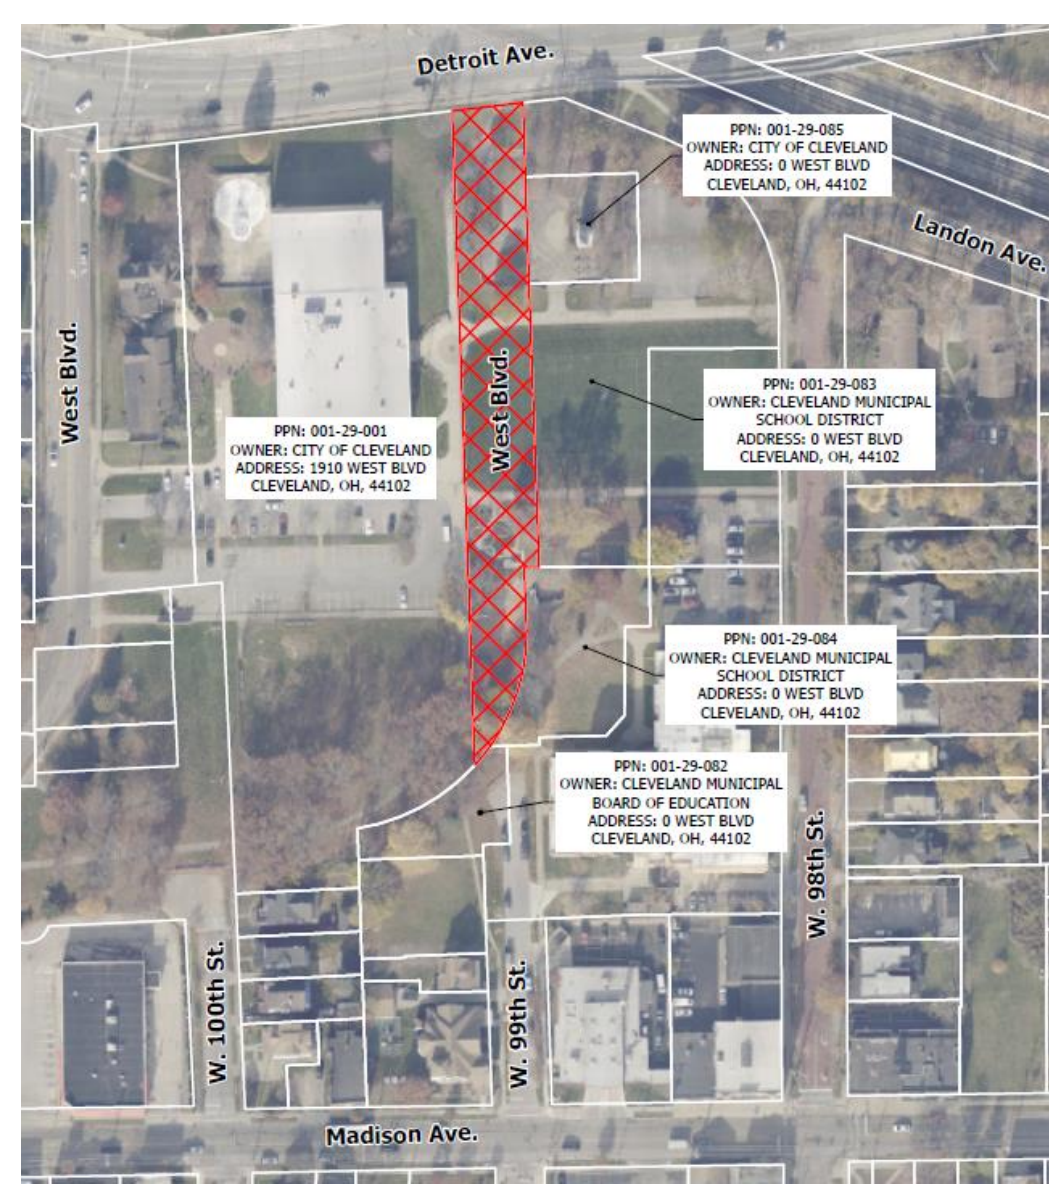 Detroit Ave.
PPN: 001-29-085
OWNER: CITY OF CLEVELAND
ADDRESS: 0 WEST BLVD
CLEVELAND, OH, 44102
Landon Ave.
West Blvd.
West Blvd.
PPN: 001-29-083
OWNER: CLEVELAND MUNICIPAL
SCHOOL DISTRICT
ADDRESS: 0 WEST BLVD
CLEVELAND, OH, 44102
PPN: 001-29-001
OWNER: CITY OF CLEVELAND
ADDRESS: 1910 WEST BLVD
CLEVELAND, OH, 44102
PPN: 001-29-084
OWNER: CLEVELAND MUNICIPAL
SCHOOL DISTRICT
ADDRESS: 0 WEST BLVD
CLEVELAND, OH, 44102
PPN: 001-29-082
OWNER: CLEVELAND MUNICIPAL
BOARD OF EDUCATION
ADDRESS: 0 WEST BLVD
CLEVELAND, OH, 44102
W. 98th St.
W. 100th St.
W. 99th St.
Madison Ave.